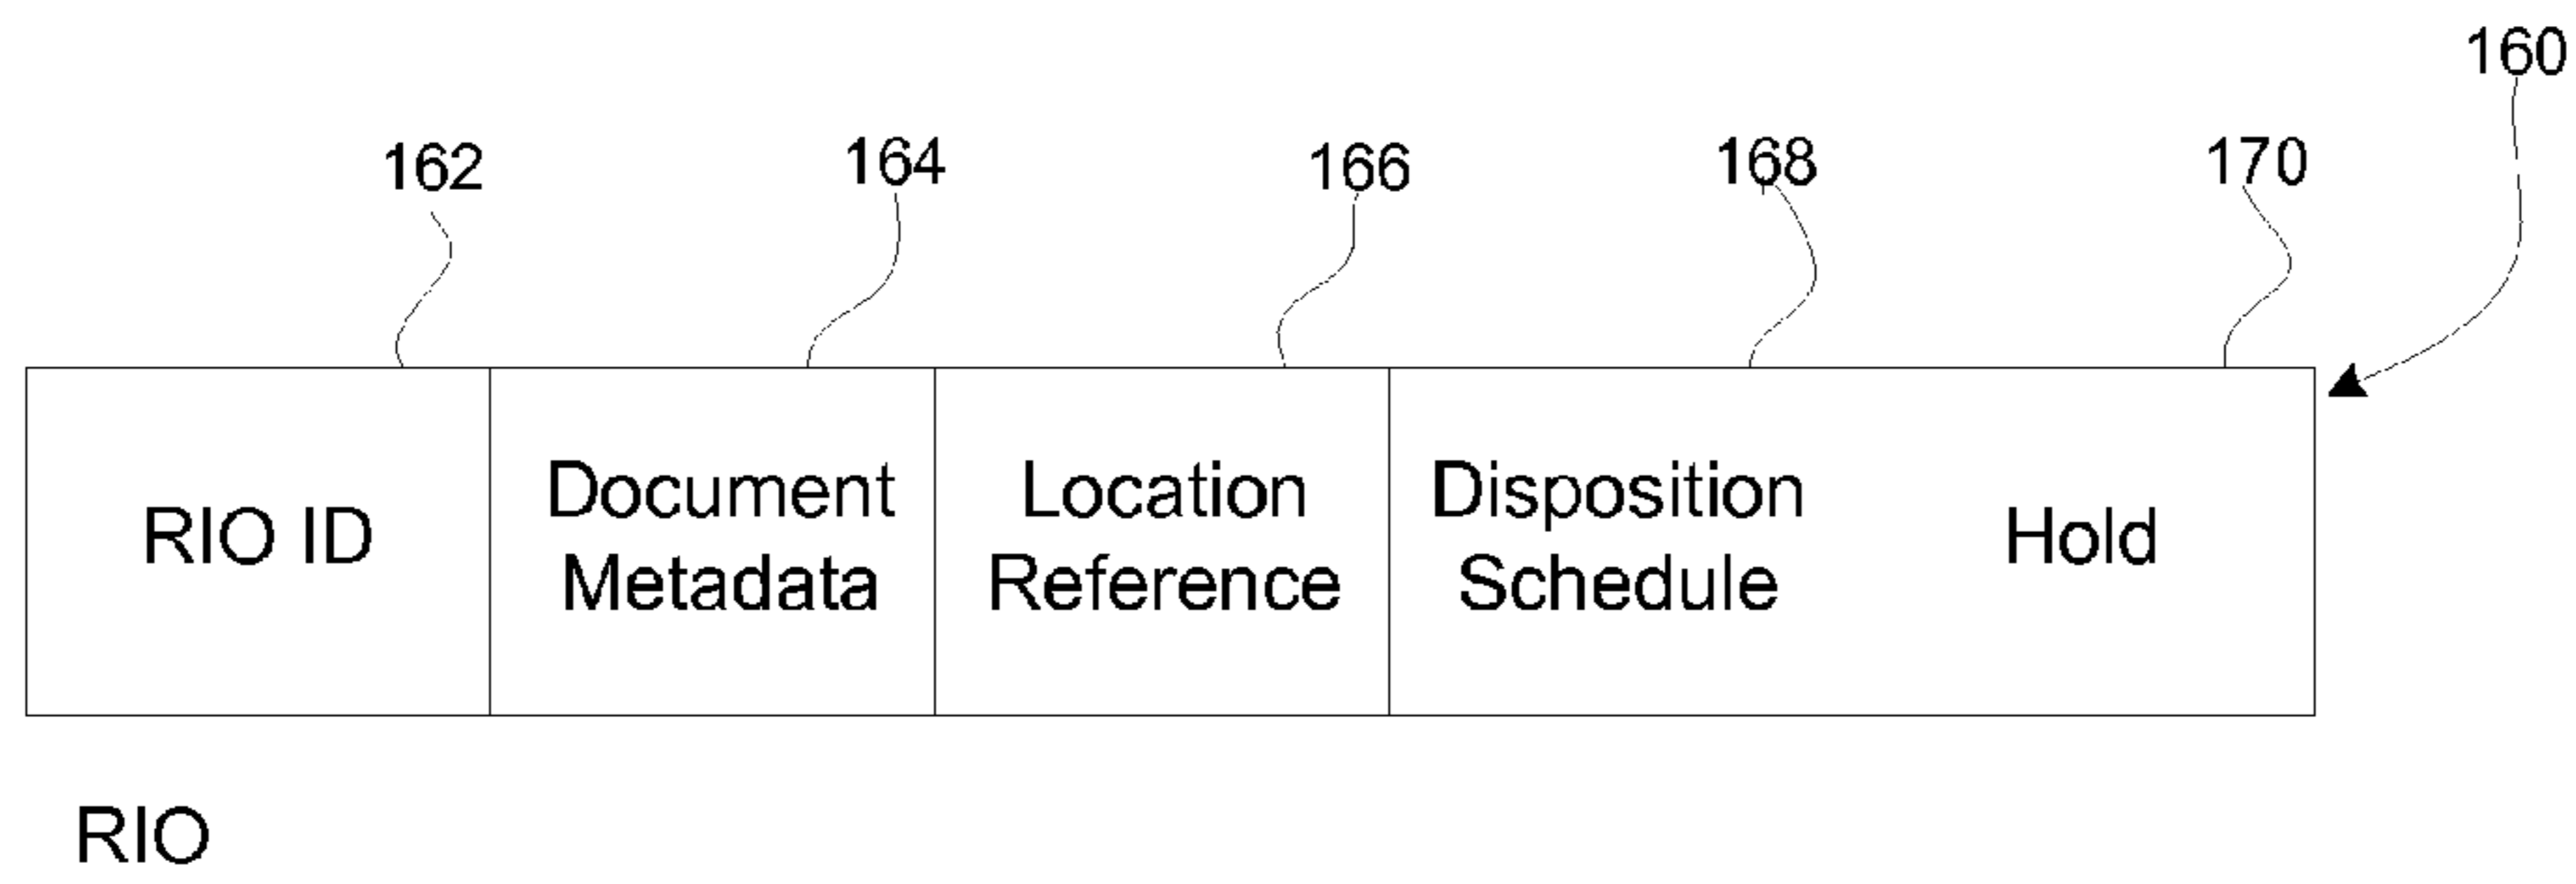 160
162 164 166 168 170
RIO ID
Document
Metadata
Location
Reference
Disposition
Schedule
Hold
RIO